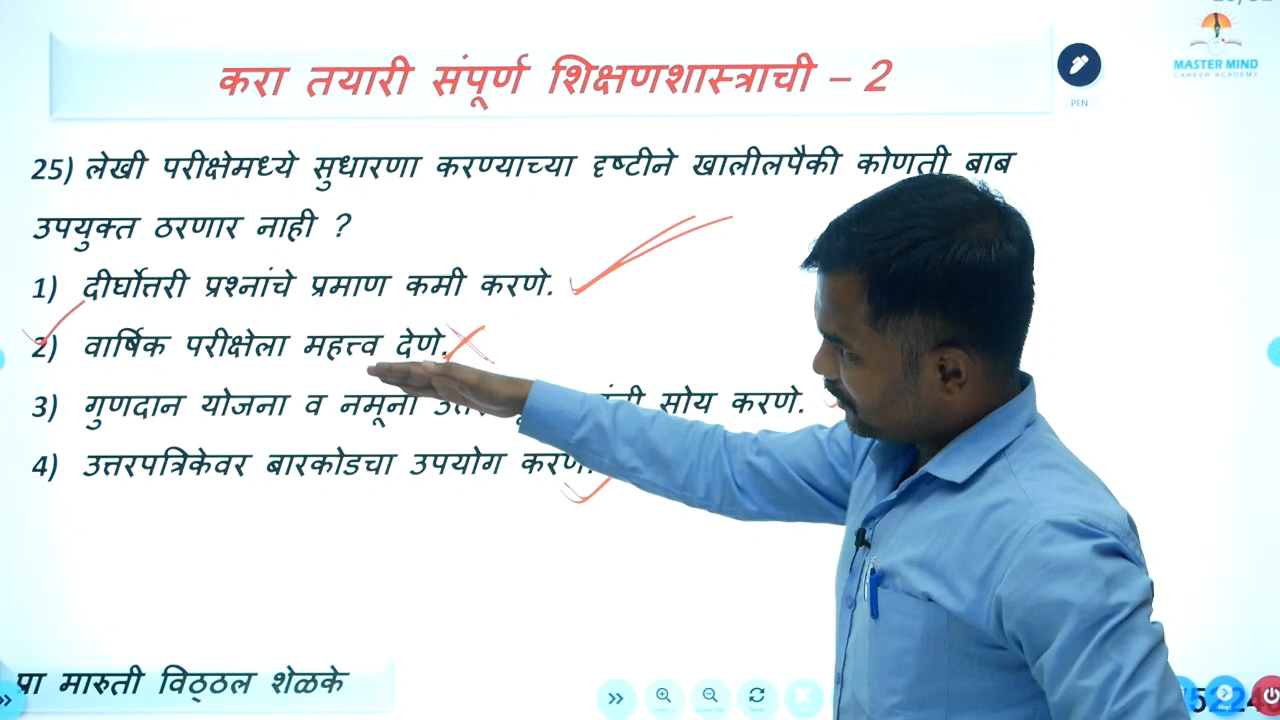 MASTER MIND
CAREER ACADEMY
करा तयारी संपूर्ण शिक्षणशास्त्राची – 2
PEN
25) लेखी परीक्षेमध्ये सुधारणा करण्याच्या दृष्टीने खालीलपैकी कोणती बाब
उपयुक्त ठरणार नाही ?
1) दीर्घोत्तरी प्रश्नांचे प्रमाण कमी करणे.
2) वार्षिक परीक्षेला महत्त्व देणे.
3) गुणदान योजना व नमूना सोय करणे.
4) उत्तरपत्रिकेवर बारकोडचा उपयोग करणे.
प्रा मारुती विठ्ठल शेळके